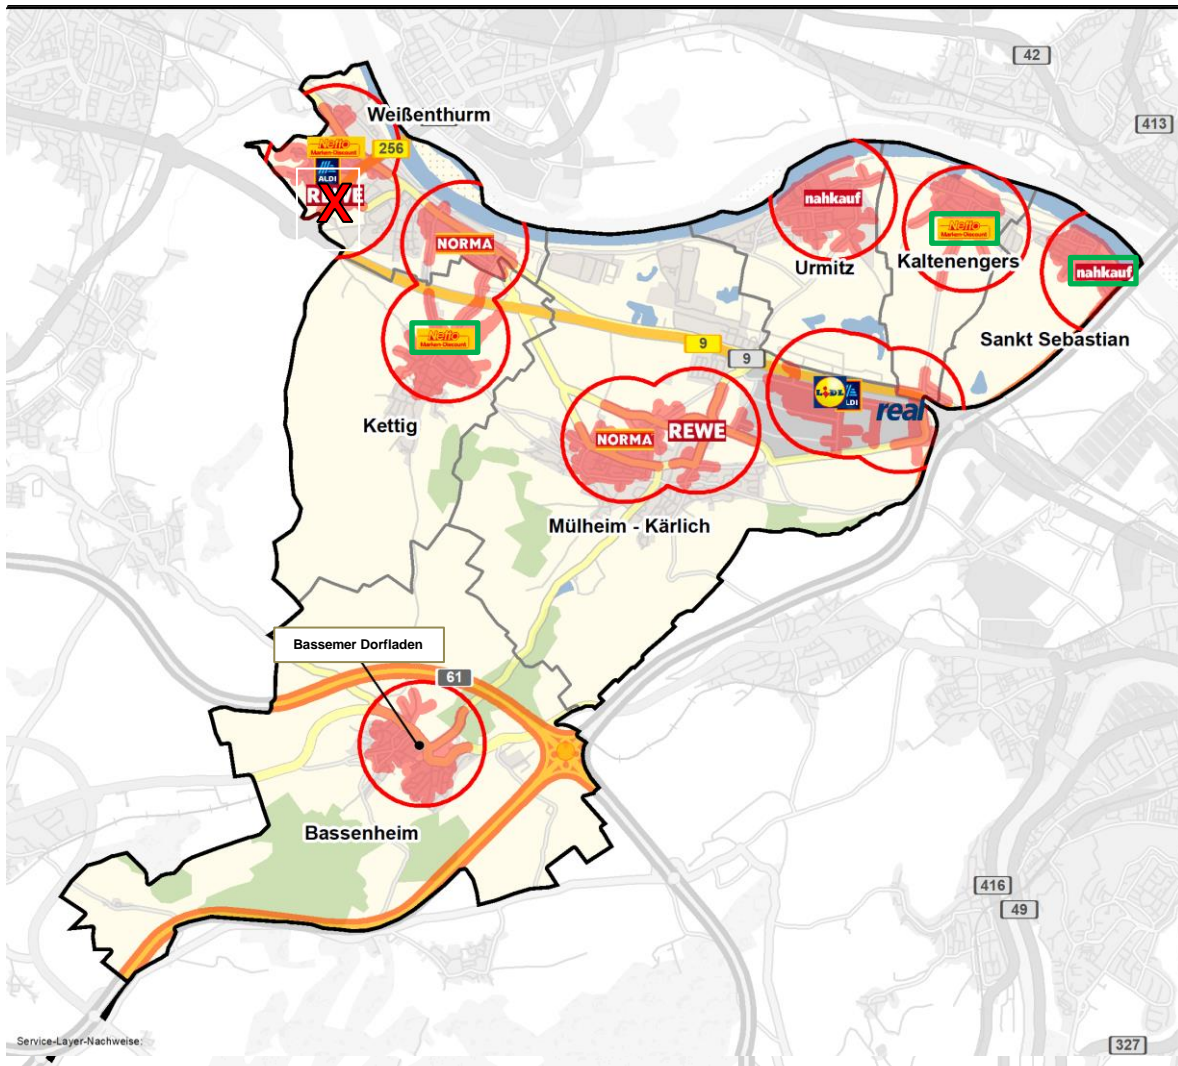 42
413
Weißenthurm
Netto
Marken-Discount
256
ALDI
REWE
X
NORMA
nahkauf
Urmitz
Netto
Marken-Discount
Kaltenengers
nahkauf
Sankt Sebastian
Netto
Marken-Discount
9
9
Kettig
LIDL
ALDI
real
NORMA
REWE
Mülheim - Kärlich
Bassemer Dorfladen
61
Bassenheim
416
49
Service-Layer-Nachweise:
327